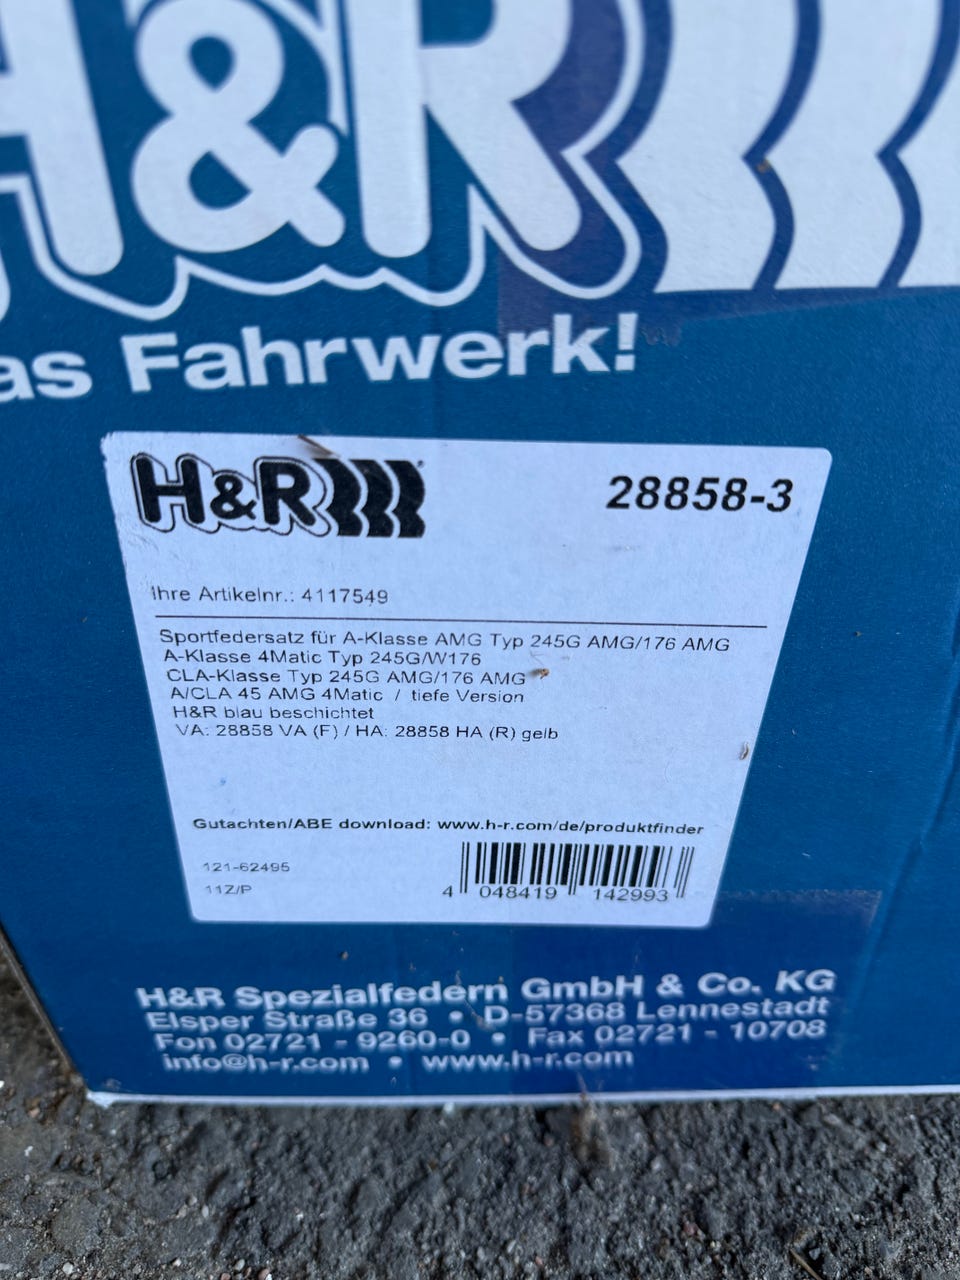 H&R
as Fahrwerk!
H&R
28858-3
Ihre Artikelnr.: 4117549
Sportfedersatz für A-Klasse AMG Typ 245G AMG/176 AMG
A-Klasse 4Matic Typ 245G/W176
CLA-Klasse Typ 245G AMG/176 AMG
A/CLA 45 AMG 4Matic / tiefe Version
H&R blau beschichtet
VA: 28858 VA (F) / HA: 28858 HA (R) gelb
Gutachten/ABE download: www.h-r.com/de/produktfinder
121-62495
11Z/P
4 048419 142993
H&R Spezialfedern GmbH & Co. KG
Elsper Straße 36 • D-57368 Lennestadt
Fon 02721 - 9260-0 • Fax 02721 - 10708
info@h-r.com • www.h-r.com